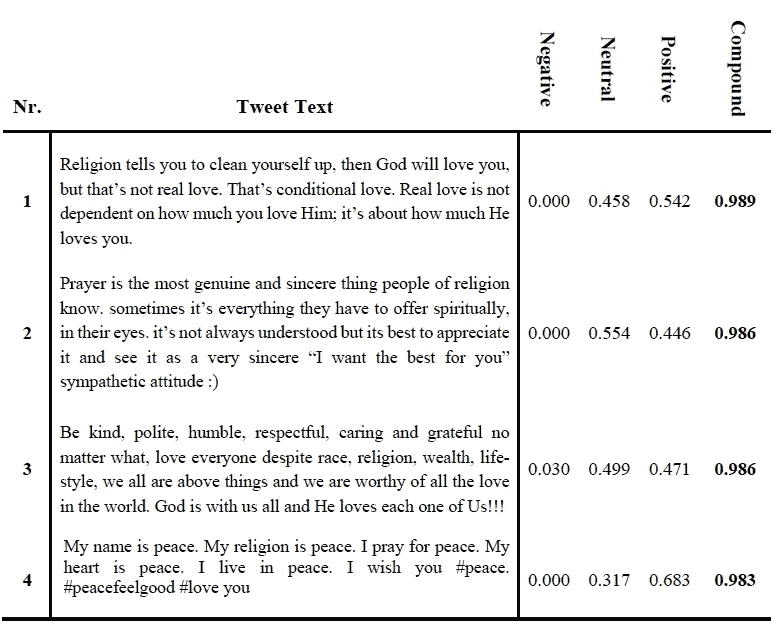 Nr. Tweet Text Negative Neutral Positive Compound
Religion tells you to clean yourself up, then God will love you,
but that’s not real love. That’s conditional love. Real love is not
1 dependent on how much you love Him; it’s about how much He 0.000 0.458 0.542 0.989
loves you.
Prayer is the most genuine and sincere thing people of religion
know. sometimes it’s everything they have to offer spiritually,
2 in their eyes. it’s not always understood but its best to appreciate 0.000 0.554 0.446 0.986
it and see it as a very sincere “I want the best for you”
sympathetic attitude :)
Be kind, polite, humble, respectful, caring and grateful no
matter what, love everyone despite race, religion, wealth, life-
3 style, we all are above things and we are worthy of all the love 0.030 0.499 0.471 0.986
in the world. God is with us all and He loves each one of Us!!!
My name is peace. My religion is peace. I pray for peace. My
heart is peace. I live in peace. I wish you #peace.
4 #peacefeelgood #love you 0.000 0.317 0.683 0.983